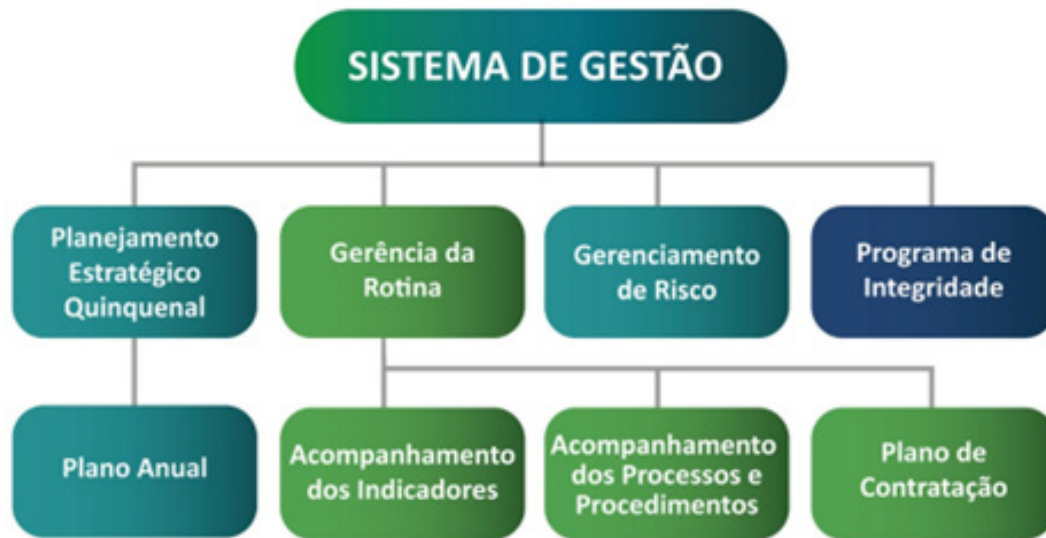 SISTEMA DE GESTÃO
Planejamento
Estratégico
Quinquenal
Gerência da
Rotina
Gerenciamento
de Risco
Programa de
Integridade
Plano Anual
Acompanhamento
dos Indicadores
Acompanhamento
dos Processos e
Procedimentos
Plano de
Contratação